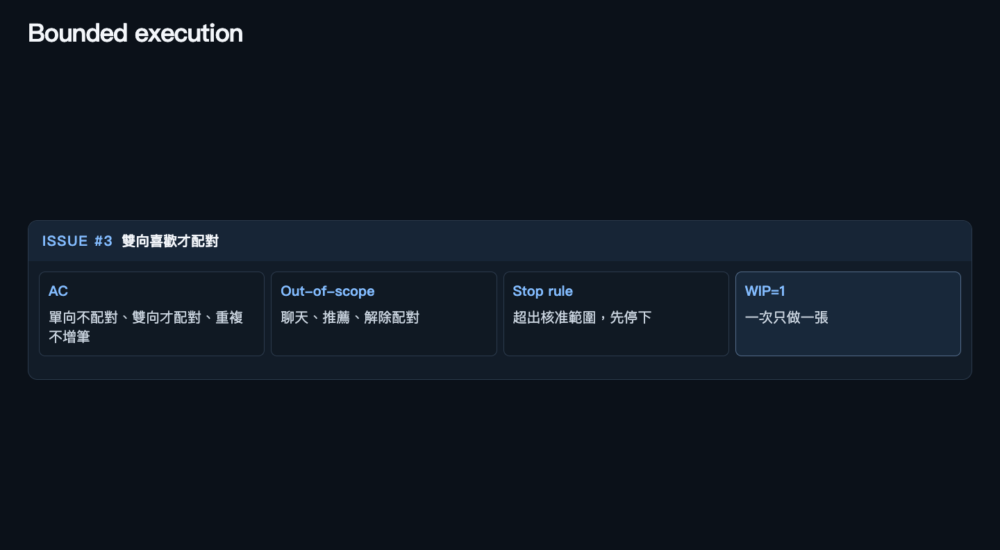 Bounded execution
ISSUE #3 雙向喜歡才配對
AC
單向不配對、雙向才配對、重複
不增筆
Out-of-scope
聊天、推薦、解除配對
Stop rule
超出核准範圍，先停下
WIP=1
一次只做一張